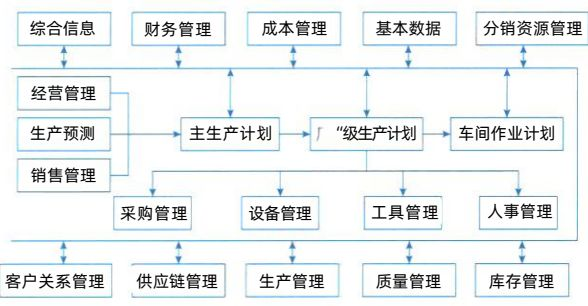 综合信息 财务管理 成本管理 基本数据 分销资源管理
经营管理
生产预测 主生产计划 厂“级生产计划 车间作业计划
销售管理
采购管理 设备管理 工具管理 人事管理
客户关系管理 供应链管理 生产管理 质量管理 库存管理